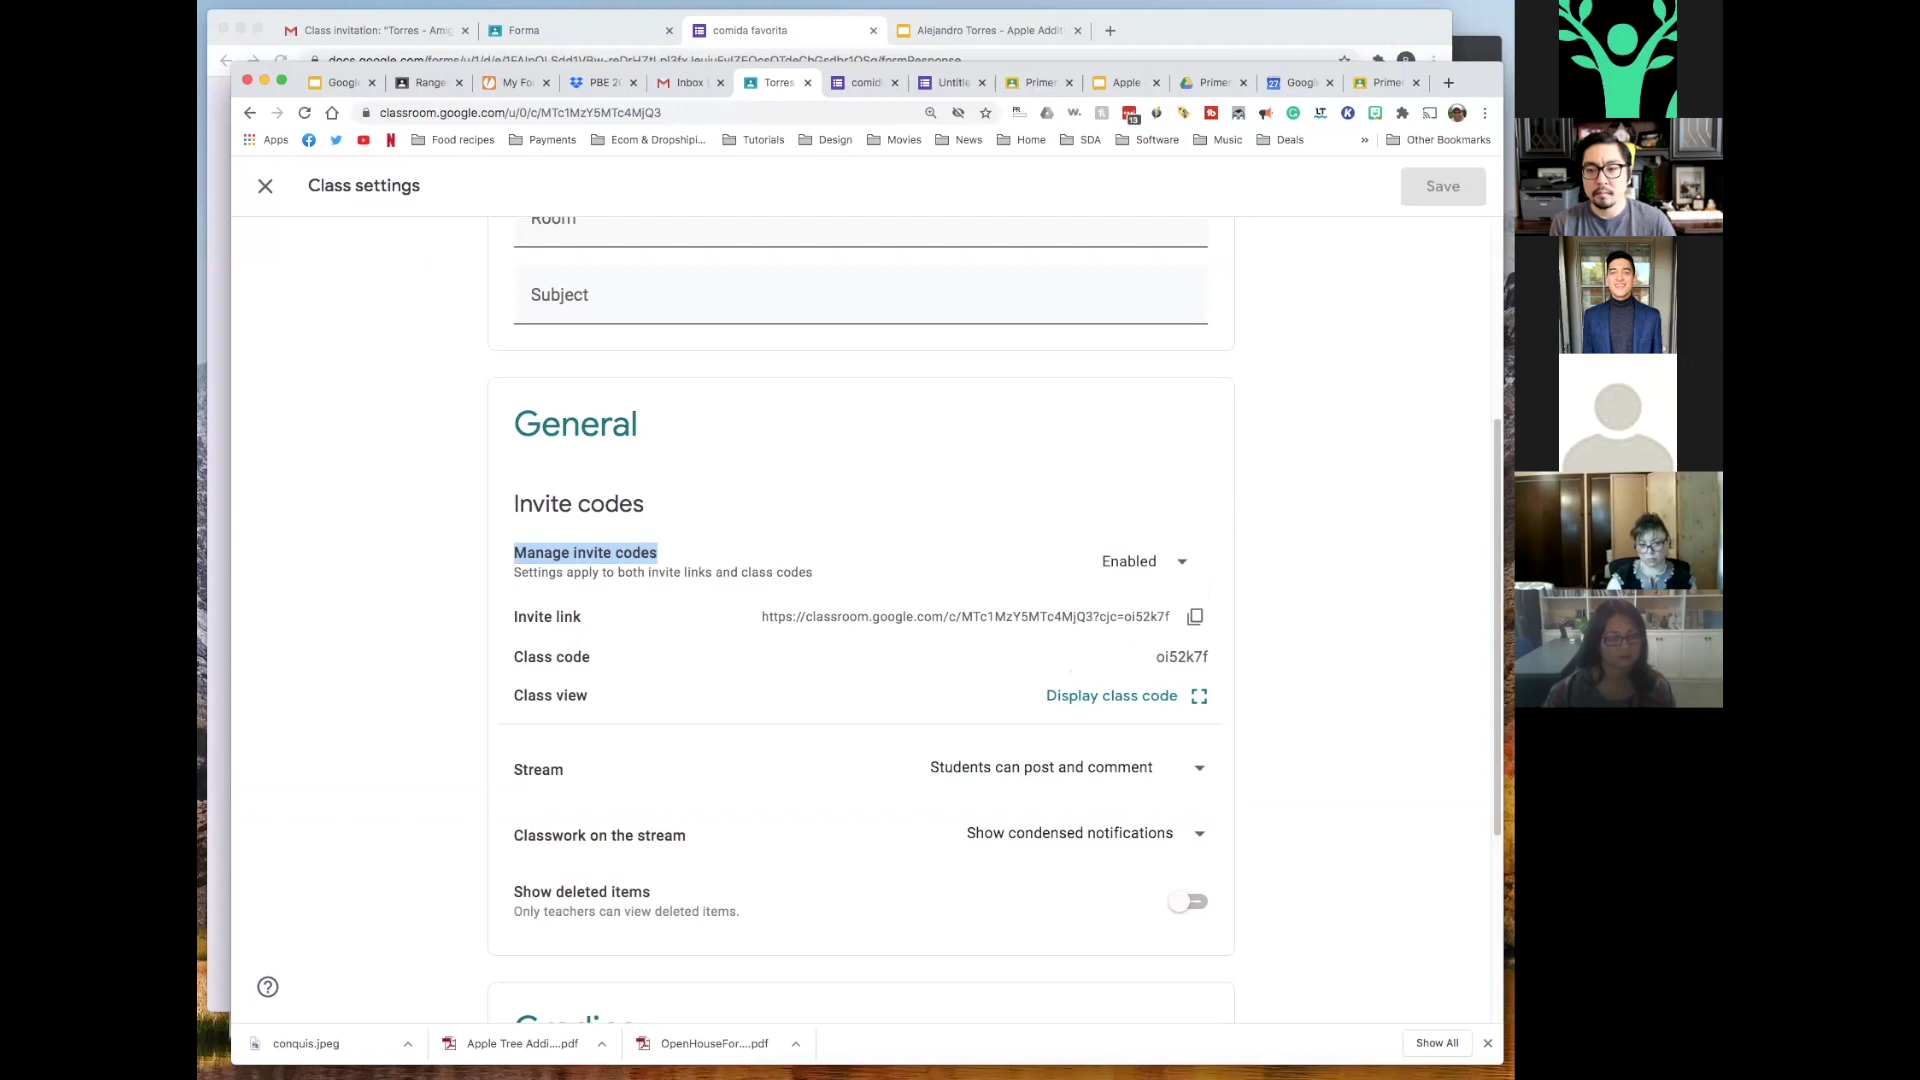 Class invitation: "Torres - Amig
Forma
comida favorita
Alejandro Torres - Apple Addit
Google
Range
My Fo
PBE 20
Inbox
Torres
comid
Untitle
Primer
Apple
Primer
Google
Primer
classroom.google.com/u/0/c/MTc1MzY5MTc4MjQ3
13
Apps
Food recipes
Payments
Ecom & Dropshipi...
Tutorials
Design
Movies
News
Home
SDA
Software
Music
Deals
»
Other Bookmarks
Class settings
Save
Room
Subject
General
Invite codes
Manage invite codes
Enabled
Settings apply to both invite links and class codes
Invite link
https://classroom.google.com/c/MTc1MzY5MTc4MjQ3?cjc=oi52k7f
Class code
oi52k7f
Class view
Display class code
Stream
Students can post and comment
Classwork on the stream
Show condensed notifications
Show deleted items
Only teachers can view deleted items.
Grading
conquis.jpeg
Apple Tree Addi....pdf
OpenHouseFor....pdf
Show All